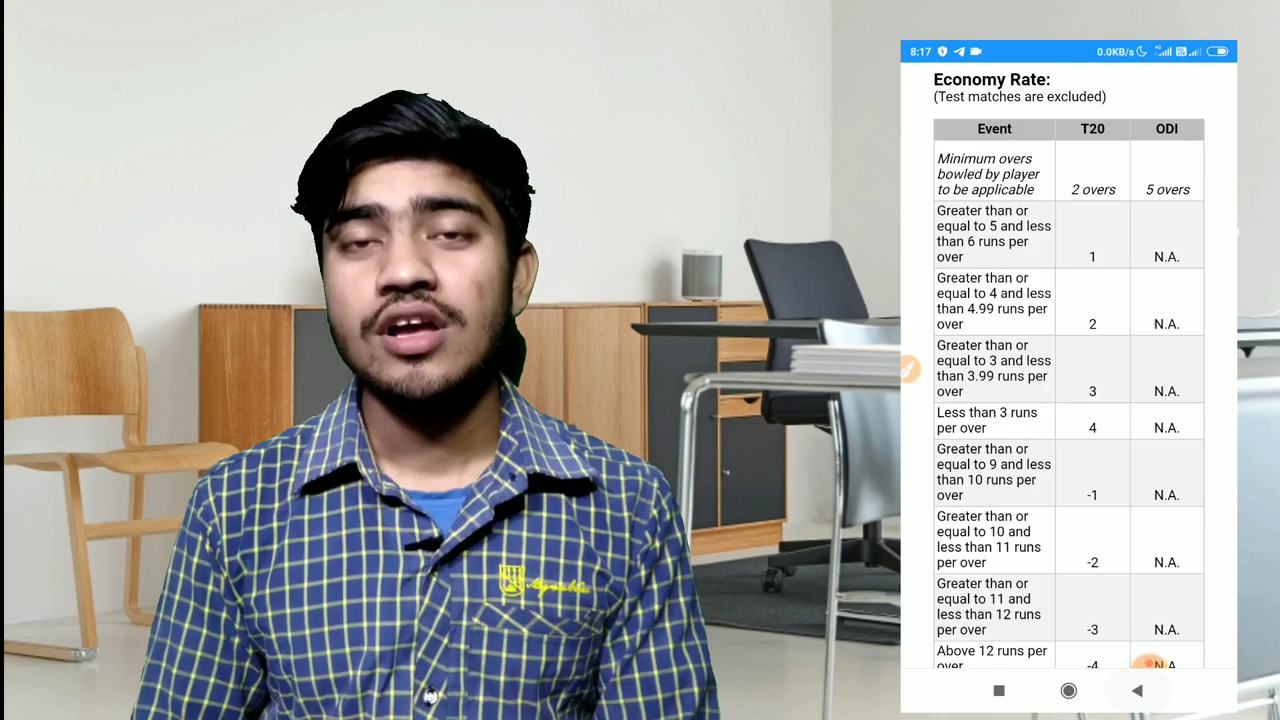 8:17
0.0KB/s
Economy Rate:
(Test matches are excluded)
Event T20 ODI
Minimum overs
bowled by player
to be applicable 2 overs 5 overs
Greater than or
equal to 5 and less
than 6 runs per
over 1 N.A.
Greater than or
equal to 4 and less
than 4.99 runs per
over 2 N.A.
Greater than or
equal to 3 and less
than 3.99 runs per
over 3 N.A.
Less than 3 runs
per over 4 N.A.
Greater than or
equal to 9 and less
than 10 runs per
over -1 N.A.
Greater than or
equal to 10 and
less than 11 runs
per over -2 N.A.
Greater than or
equal to 11 and
less than 12 runs
per over -3 N.A.
Above 12 runs per
over -4 N.A.